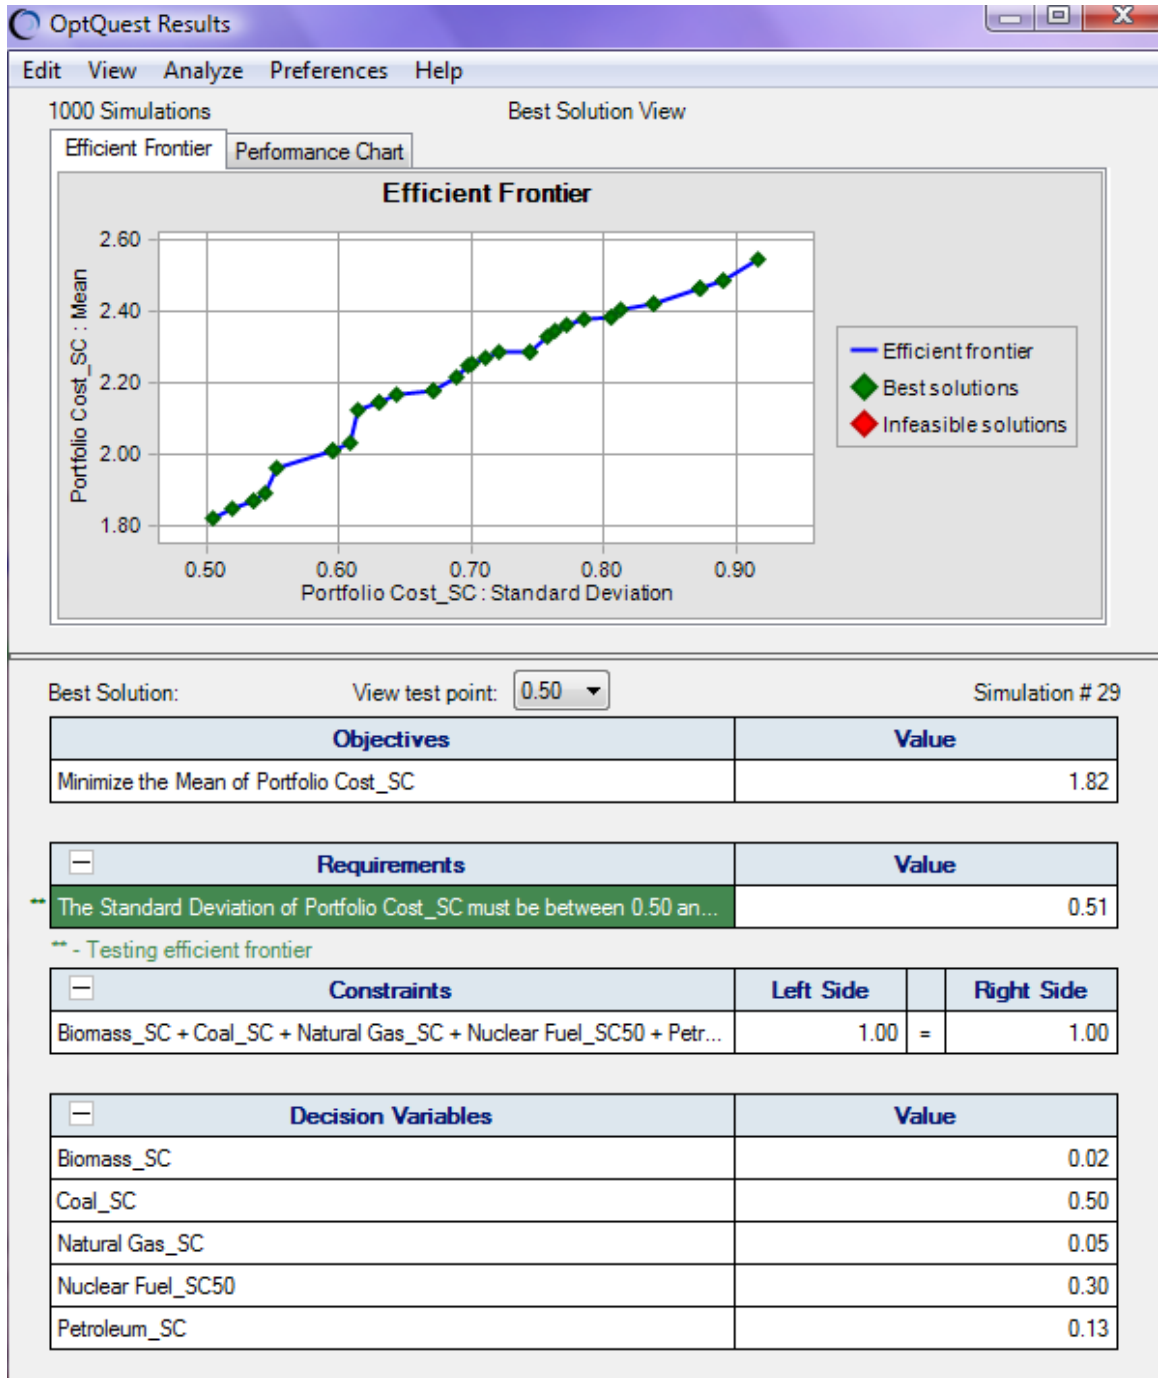 OptQuest Results
Edit View Analyze Preferences Help
1000 Simulations Best Solution View
Efficient Frontier Performance Chart
Efficient Frontier
Portfolio Cost_SC : Mean
2.60
2.40
2.20
2.00
1.80
0.50 0.60 0.70 0.80 0.90
Portfolio Cost_SC : Standard Deviation
Efficient frontier
Best solutions
Infeasible solutions
Best Solution: View test point: 0.50 Simulation # 29
Objectives Value
Minimize the Mean of Portfolio Cost_SC 1.82
Requirements Value
** The Standard Deviation of Portfolio Cost_SC must be between 0.50 an... 0.51
** - Testing efficient frontier
Constraints Left Side Right Side
Biomass_SC + Coal_SC + Natural Gas_SC + Nuclear Fuel_SC50 + Petr... 1.00 = 1.00
Decision Variables Value
Biomass_SC 0.02
Coal_SC 0.50
Natural Gas_SC 0.05
Nuclear Fuel_SC50 0.30
Petroleum_SC 0.13